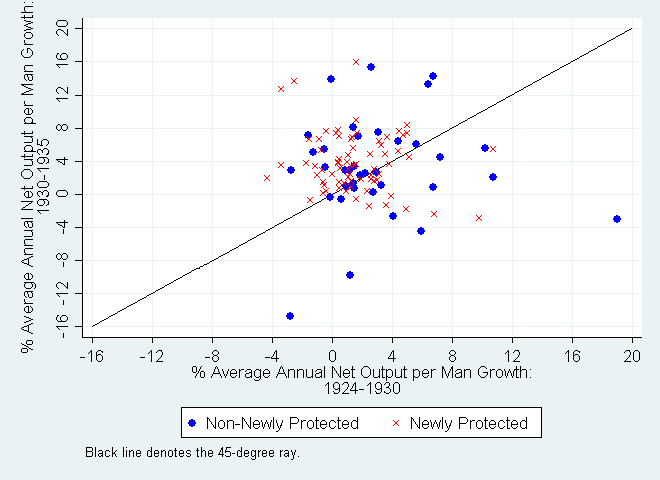 % Average Annual Net Output per Man Growth:
1930-1935
20
16
12
8
4
0
-4
-8
-12
-16
-16 -12 -8 -4 0 4 8 12 16 20
% Average Annual Net Output per Man Growth:
1924-1930
Non-Newly Protected Newly Protected
Black line denotes the 45-degree ray.